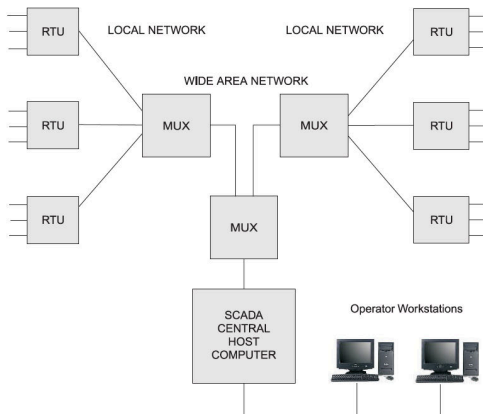 RTU
LOCAL NETWORK
LOCAL NETWORK
RTU
WIDE AREA NETWORK
RTU
MUX
MUX
RTU
RTU
MUX
RTU
SCADA
CENTRAL
HOST
COMPUTER
Operator Workstations